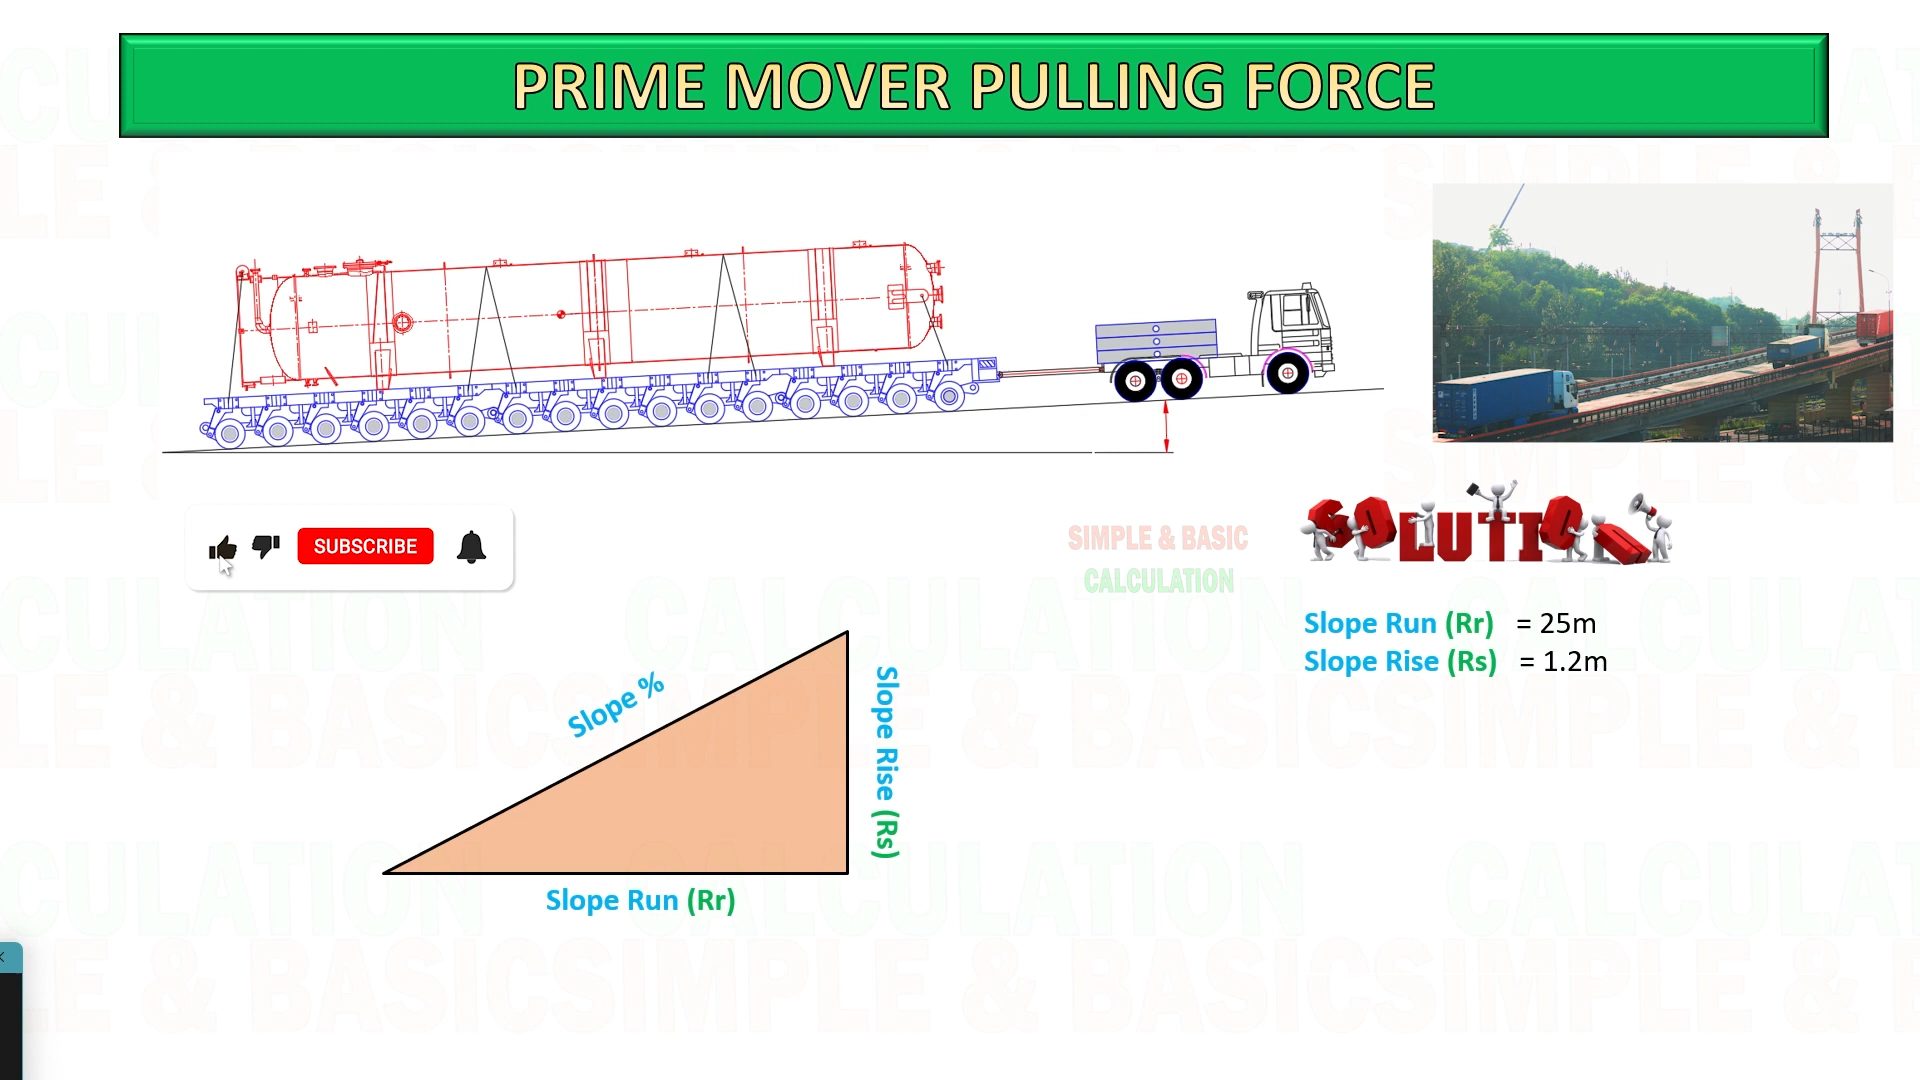 PRIME MOVER PULLING FORCE
SUBSCRIBE
SIMPLE & BASIC
CALCULATION
SOLUTION
Slope Run (Rr) = 25m
Slope Rise (Rs) = 1.2m
Slope %
Slope Rise (Rs)
Slope Run (Rr)